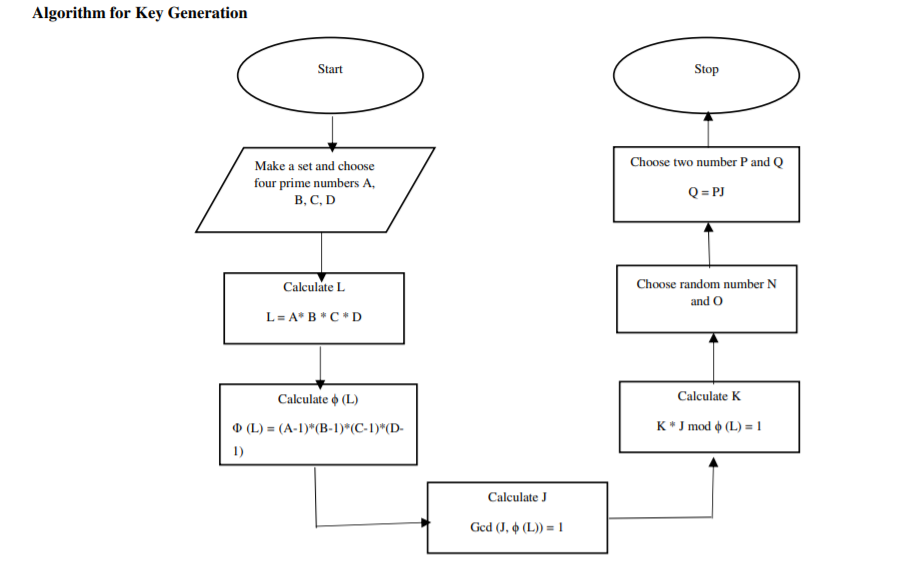 Algorithm for Key Generation
Start
Make a set and choose
four prime numbers A,
B, C, D
Calculate L
L = A* B * C * D
Calculate ϕ (L)
Φ (L) = (A-1)*(B-1)*(C-1)*(D-
1)
Calculate J
Gcd (J, ϕ (L)) = 1
Calculate K
K * J mod ϕ (L) = 1
Choose random number N
and O
Choose two number P and Q
Q = PJ
Stop